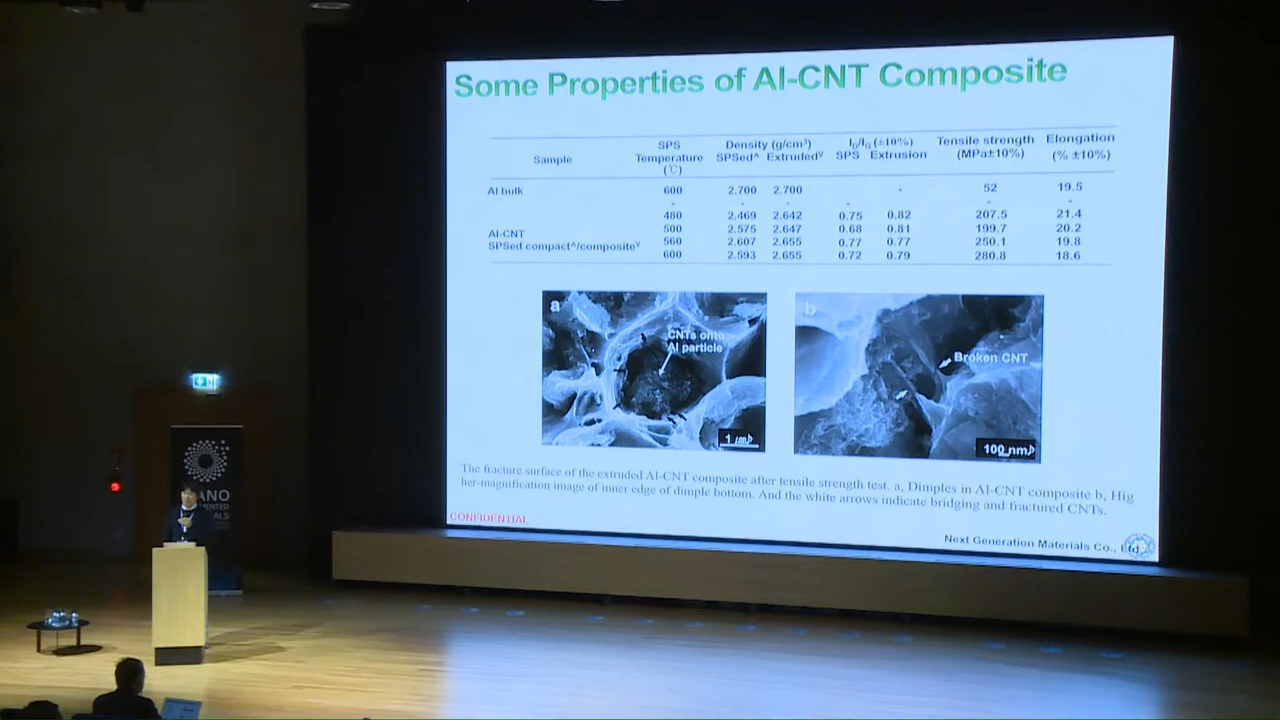 Some Properties of Al-CNT Composite
Sample SPS Temperature (℃) Density (g/cm³) SPSed^A Extruded^V I_D/I_G (±10%) SPS Extrusion Tensile strength (MPa±10%) Elongation (% ±10%)
Al bulk 600 2.700 2.700 - 52 19.5
- - - - - -
480 2.469 2.642 0.75 0.82 207.5 21.4
Al-CNT 500 2.575 2.647 0.68 0.81 199.7 20.2
SPSed compact^A/composite^V 560 2.607 2.655 0.77 0.77 250.1 19.8
600 2.593 2.655 0.72 0.79 280.8 18.6
a
CNTs onto
Al particle
1 μm
b
Broken CNT
100 nm
The fracture surface of the extruded Al-CNT composite after tensile strength test. a, Dimples in Al-CNT composite b, Hig
her-magnification image of inner edge of dimple bottom. And the white arrows indicate bridging and fractured CNTs.
CONFIDENTIAL
Next Generation Materials Co., Ltd